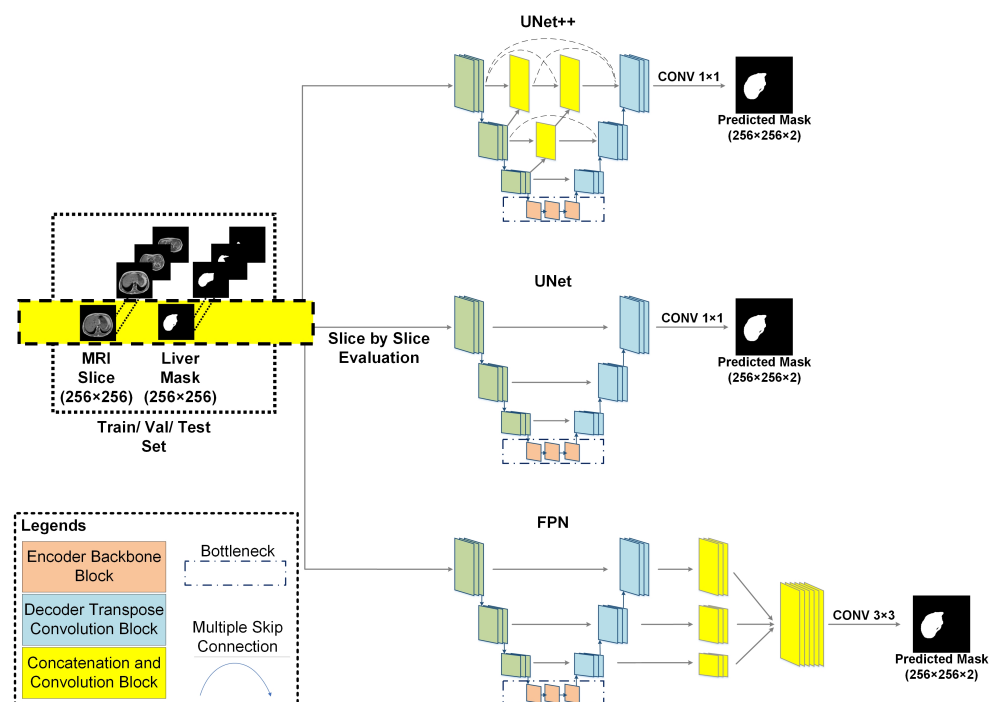 UNet++
CONV 1×1
Predicted Mask
(256×256×2)
MRI
Slice
(256×256)
Liver
Mask
(256×256)
Train/ Val/ Test
Set
Slice by Slice
Evaluation
UNet
CONV 1×1
Predicted Mask
(256×256×2)
FPN
CONV 3×3
Predicted Mask
(256×256×2)
Legends
Encoder Backbone
Block
Decoder Transpose
Convolution Block
Concatenation and
Convolution Block
Bottleneck
Multiple Skip
Connection